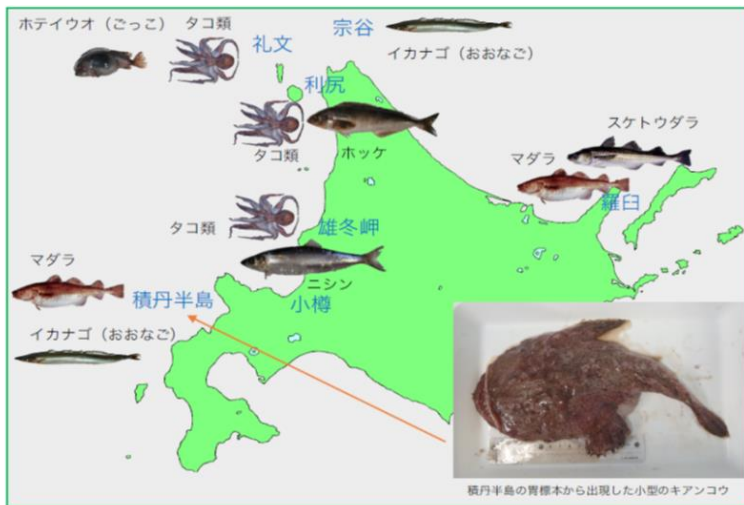 ホテイウオ（ごっこ）
タコ類
礼文
宗谷
イカナゴ（おおなご）
利尻
タコ類
ホッケ
スケトウダラ
マダラ
羅臼
タコ類
雄冬岬
ニシン
マダラ
積丹半島
小樽
イカナゴ（おおなご）
積丹半島の胃標本から出現した小型のキアンコウ